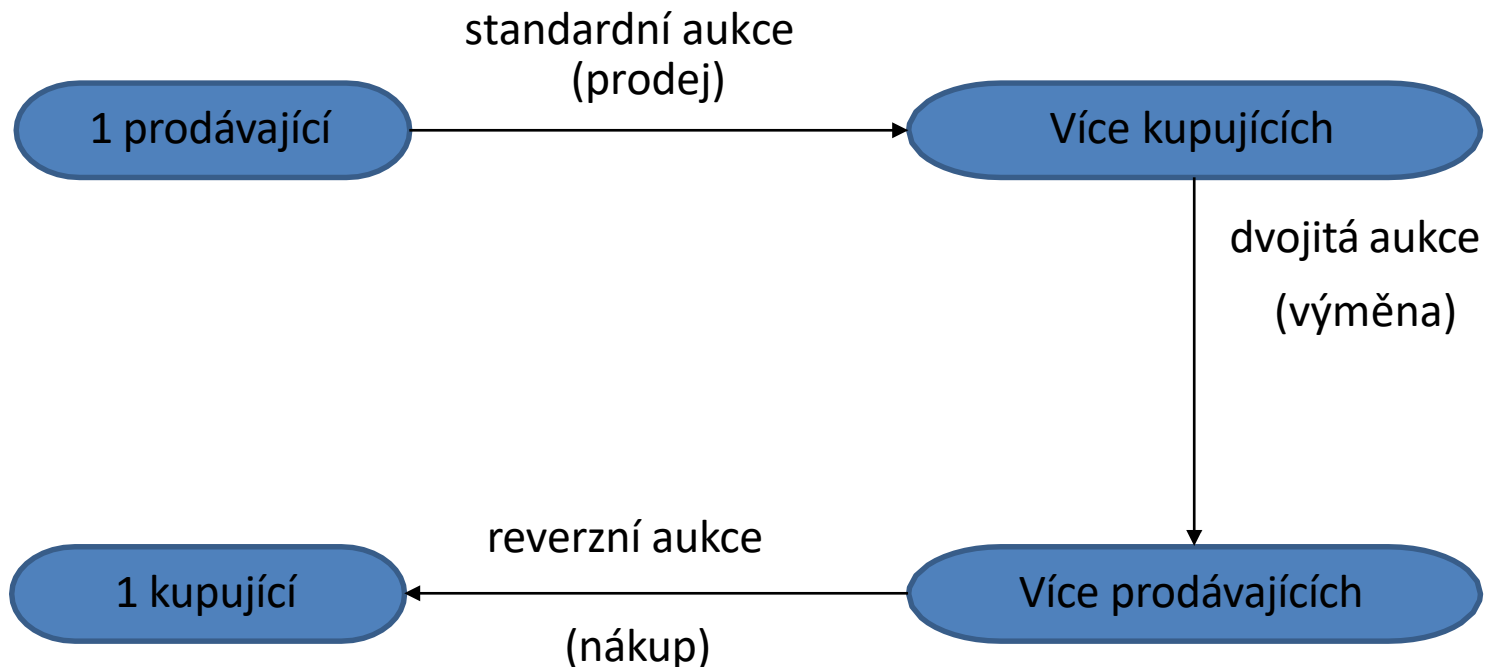 standardní aukce
(prodej)
1 prodávající
Více kupujících
dvojitá aukce
(výměna)
reverzní aukce
1 kupující
Více prodávajících
(nákup)